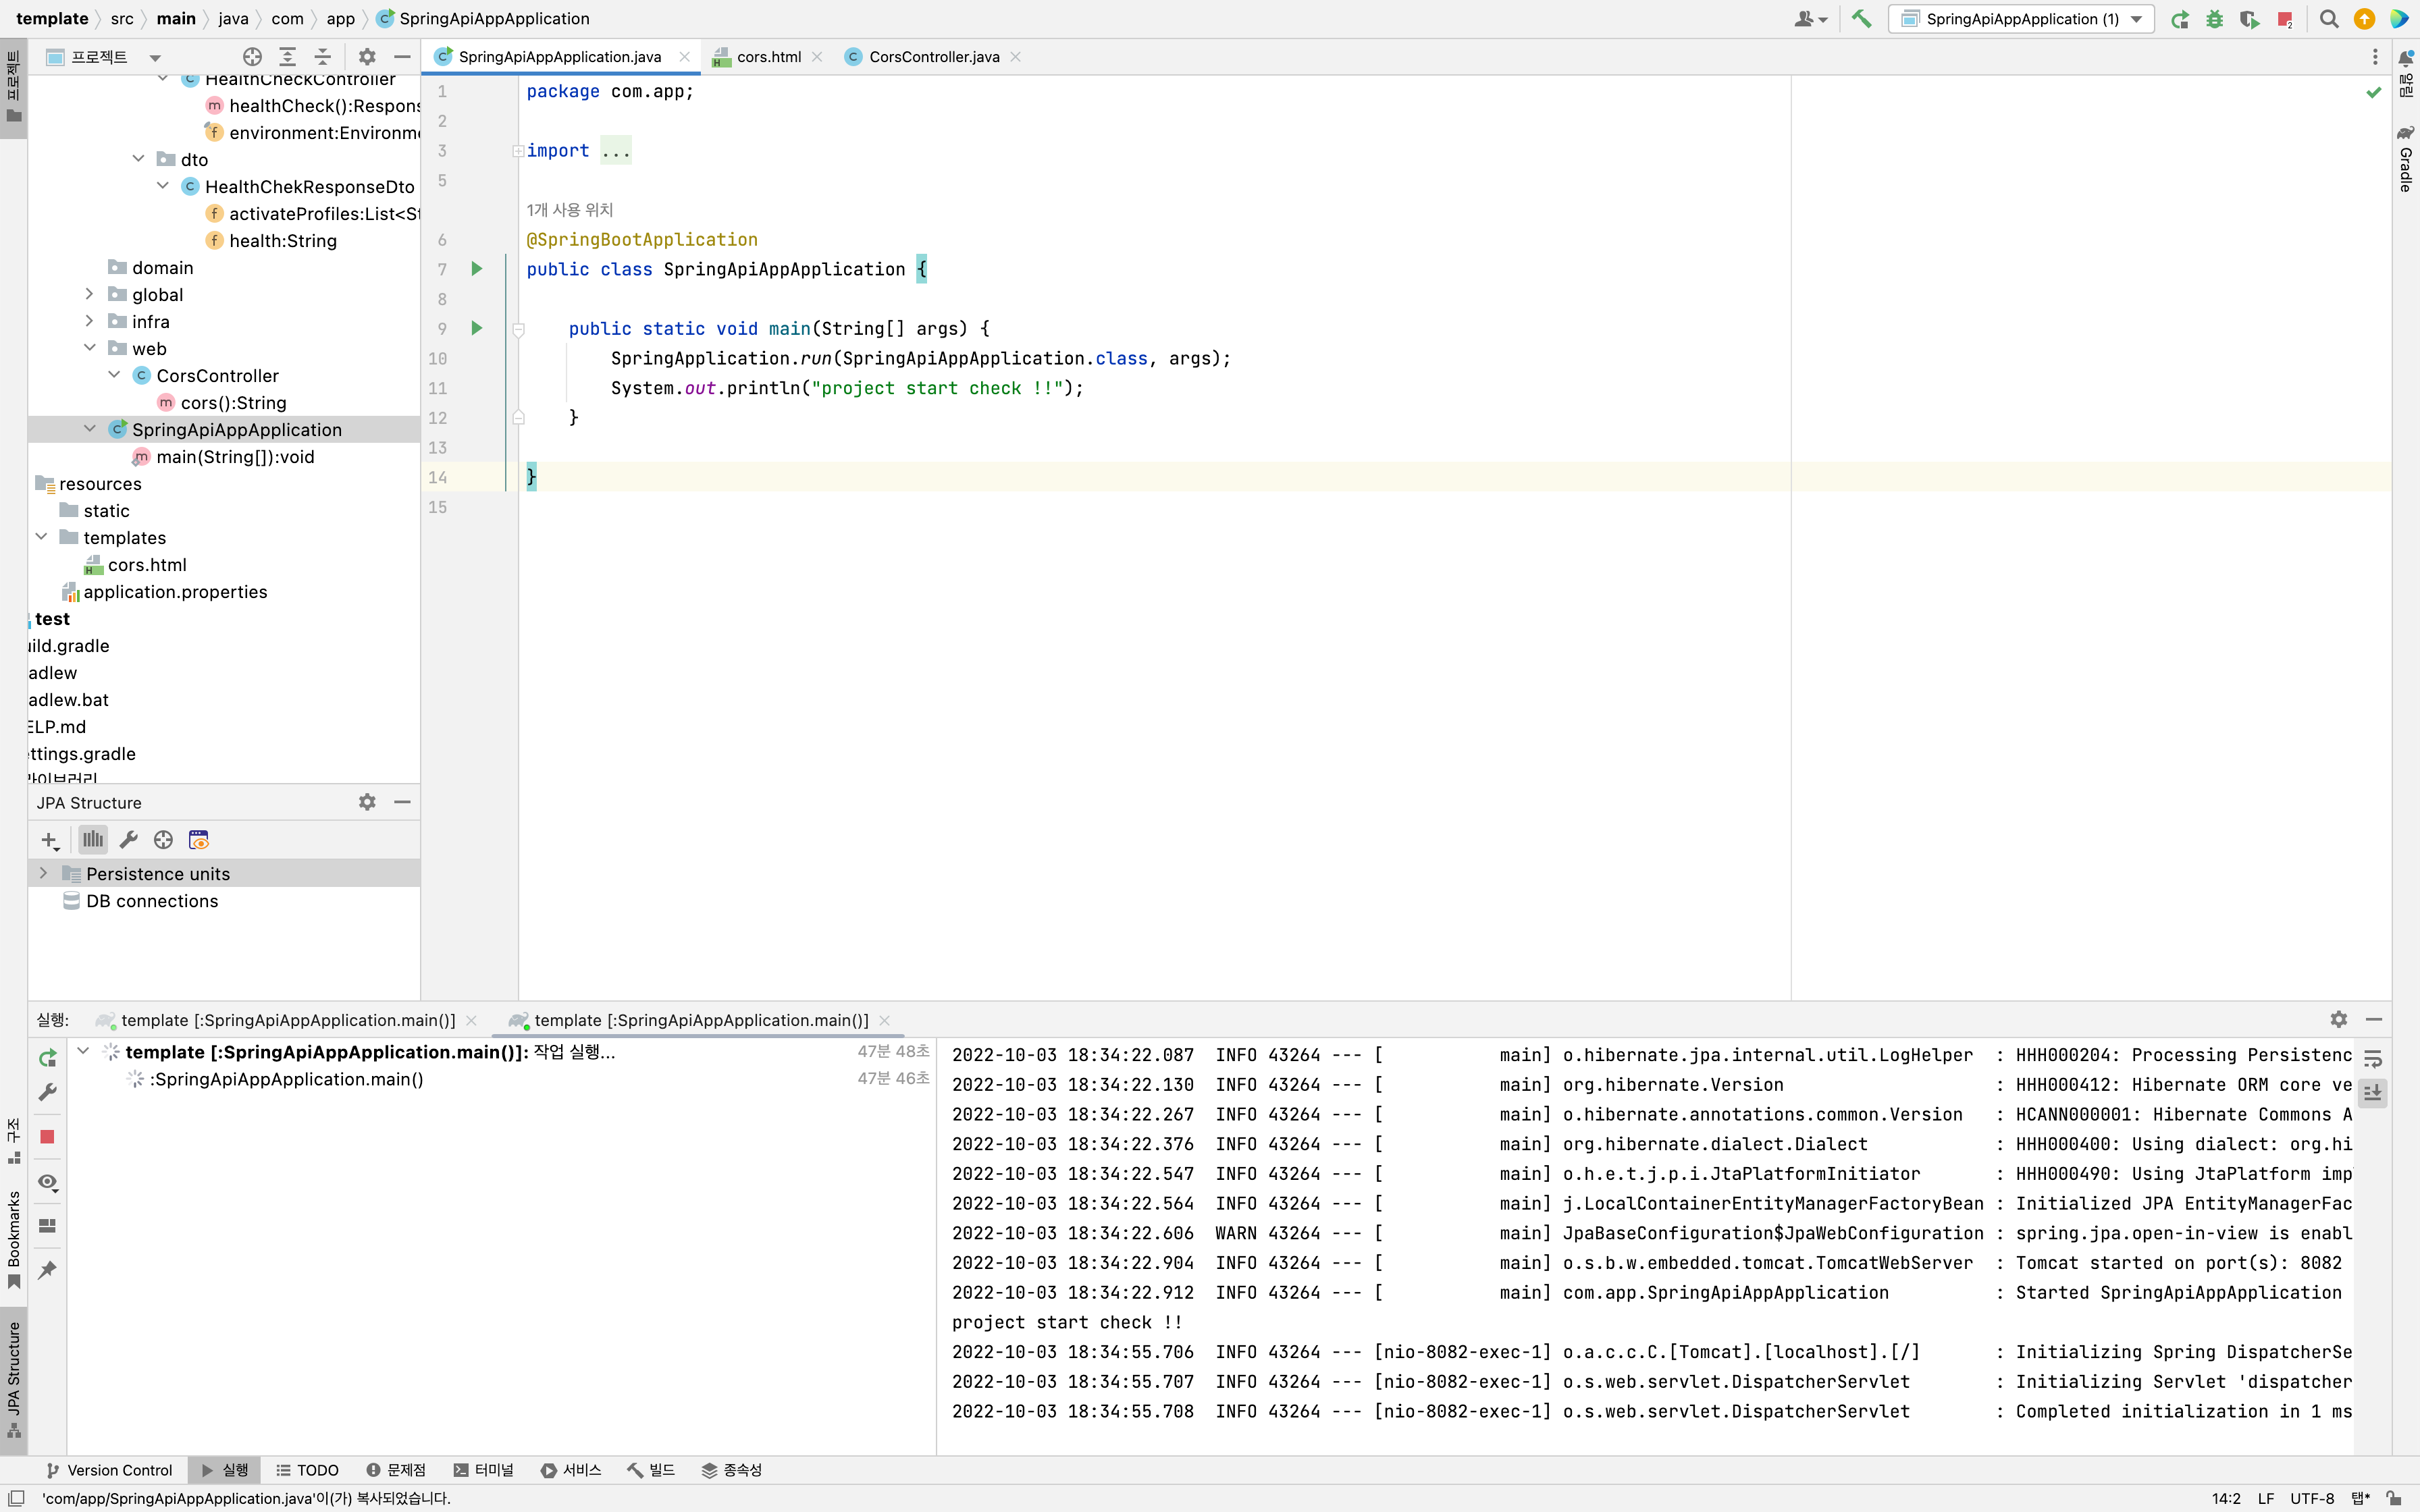 template src main java com app SpringApiAppApplication
SpringApiAppApplication (1)
프로젝트
SpringApiAppApplication.java cors.html CorsController.java
프로젝트
HealthCheckController
healthCheck():Respons
environment:Environme
dto
HealthChekResponseDto
activateProfiles:List<St
health:String
domain
global
infra
web
CorsController
cors():String
SpringApiAppApplication
main(String[]):void
resources
static
templates
cors.html
application.properties
test
uild.gradle
adlew
adlew.bat
ELP.md
ettings.gradle
라이브러리
1 package com.app;
2
3 import ...
5
1개 사용 위치
6 @SpringBootApplication
7 public class SpringApiAppApplication {
8
9 public static void main(String[] args) {
10 SpringApplication.run(SpringApiAppApplication.class, args);
11 System.out.println("project start check !!");
12 }
13
14 }
15
알림
Gradle
JPA Structure
Persistence units
DB connections
실행: template [:SpringApiAppApplication.main()] template [:SpringApiAppApplication.main()]
template [:SpringApiAppApplication.main()]: 작업 실행... 47분 48초
:SpringApiAppApplication.main() 47분 46초
2022-10-03 18:34:22.087 INFO 43264 --- [ main] o.hibernate.jpa.internal.util.LogHelper : HHH000204: Processing Persistenc
2022-10-03 18:34:22.130 INFO 43264 --- [ main] org.hibernate.Version : HHH000412: Hibernate ORM core ve
2022-10-03 18:34:22.267 INFO 43264 --- [ main] o.hibernate.annotations.common.Version : HCANN000001: Hibernate Commons A
2022-10-03 18:34:22.376 INFO 43264 --- [ main] org.hibernate.dialect.Dialect : HHH000400: Using dialect: org.hi
2022-10-03 18:34:22.547 INFO 43264 --- [ main] o.h.e.t.j.p.i.JtaPlatformInitiator : HHH000490: Using JtaPlatform imp
2022-10-03 18:34:22.564 INFO 43264 --- [ main] j.LocalContainerEntityManagerFactoryBean : Initialized JPA EntityManagerFac
2022-10-03 18:34:22.606 WARN 43264 --- [ main] JpaBaseConfiguration$JpaWebConfiguration : spring.jpa.open-in-view is enabl
2022-10-03 18:34:22.904 INFO 43264 --- [ main] o.s.b.w.embedded.tomcat.TomcatWebServer : Tomcat started on port(s): 8082
2022-10-03 18:34:22.912 INFO 43264 --- [ main] com.app.SpringApiAppApplication : Started SpringApiAppApplication
project start check !!
2022-10-03 18:34:55.706 INFO 43264 --- [nio-8082-exec-1] o.a.c.c.C.[Tomcat].[localhost].[/] : Initializing Spring DispatcherSe
2022-10-03 18:34:55.707 INFO 43264 --- [nio-8082-exec-1] o.s.web.servlet.DispatcherServlet : Initializing Servlet 'dispatcher
2022-10-03 18:34:55.708 INFO 43264 --- [nio-8082-exec-1] o.s.web.servlet.DispatcherServlet : Completed initialization in 1 ms
구조
Bookmarks
JPA Structure
Version Control 실행 TODO 문제점 터미널 서비스 빌드 종속성
'com/app/SpringApiAppApplication.java'이(가) 복사되었습니다. 14:2 LF UTF-8 탭*